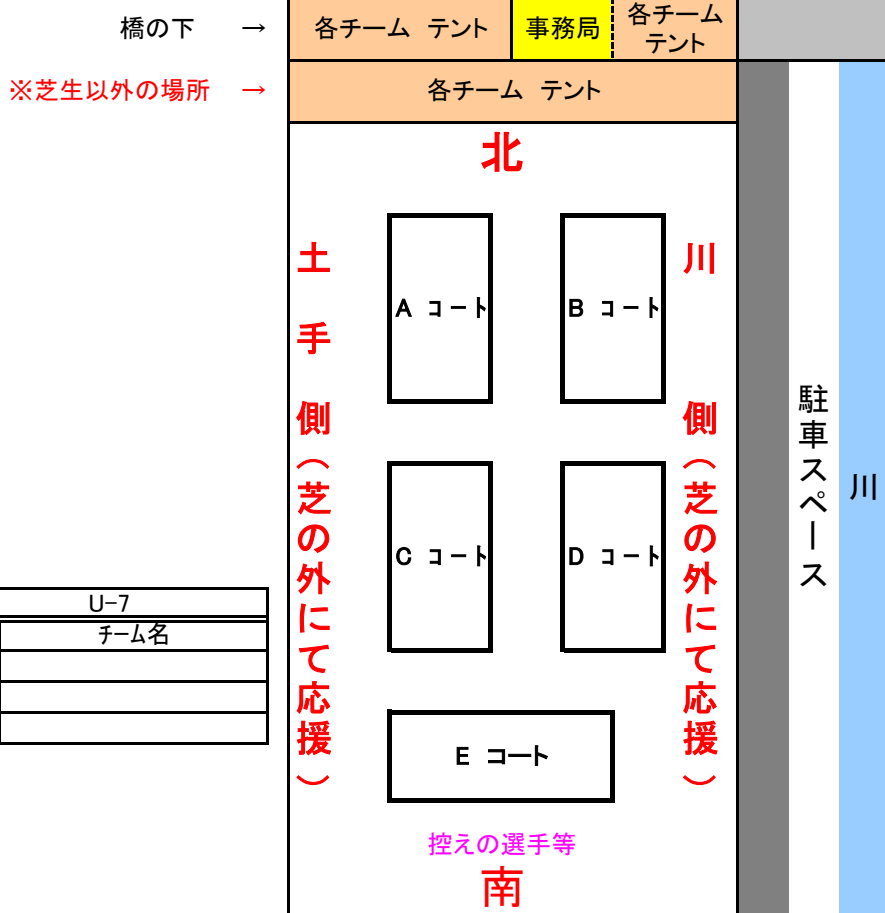 橋の下 →
各チーム テント
事務局
各チーム
テント
※芝生以外の場所 →
各チーム テント
北
土手側(芝の外にて応援)
川側(芝の外にて応援)
A コート
B コート
C コート
D コート
E コート
控えの選手等
南
駐車スペース
川
U-7
チーム名